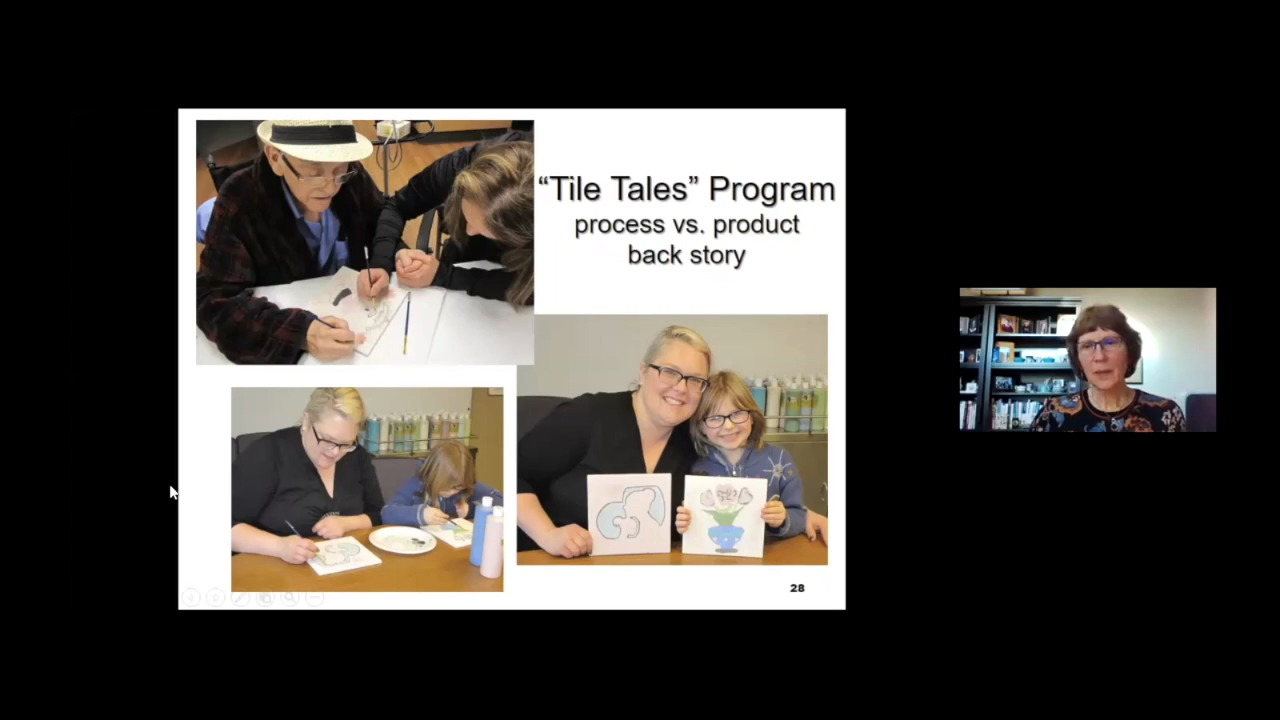 “Tile Tales” Program
process vs. product
back story
28